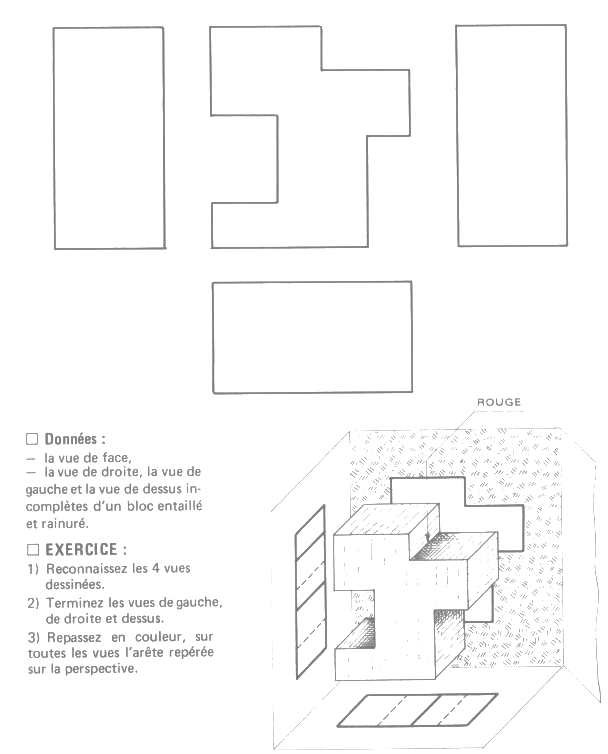 ROUGE
☐ Données :
— la vue de face,
— la vue de droite, la vue de
gauche et la vue de dessus in-
complètes d'un bloc entaillé
et rainuré.
☐ EXERCICE :
1) Reconnaissez les 4 vues
dessinées.
2) Terminez les vues de gauche,
de droite et dessus.
3) Repassez en couleur, sur
toutes les vues l'arête repérée
sur la perspective.